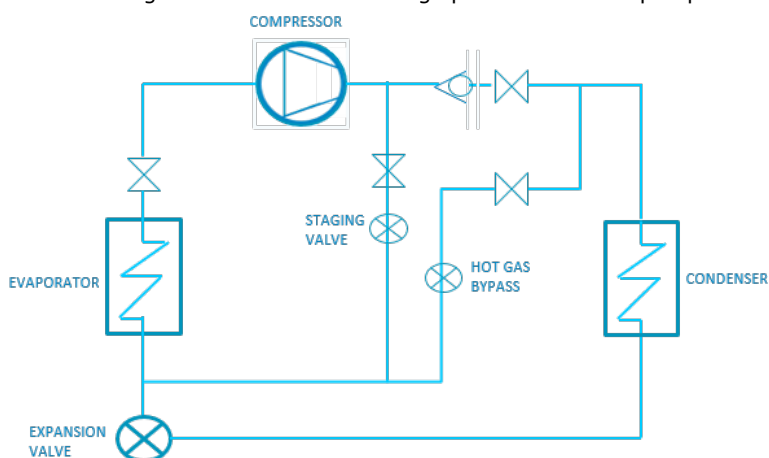 COMPRESSOR
STAGING
VALVE
HOT GAS
BYPASS
EVAPORATOR
CONDENSER
EXPANSION
VALVE